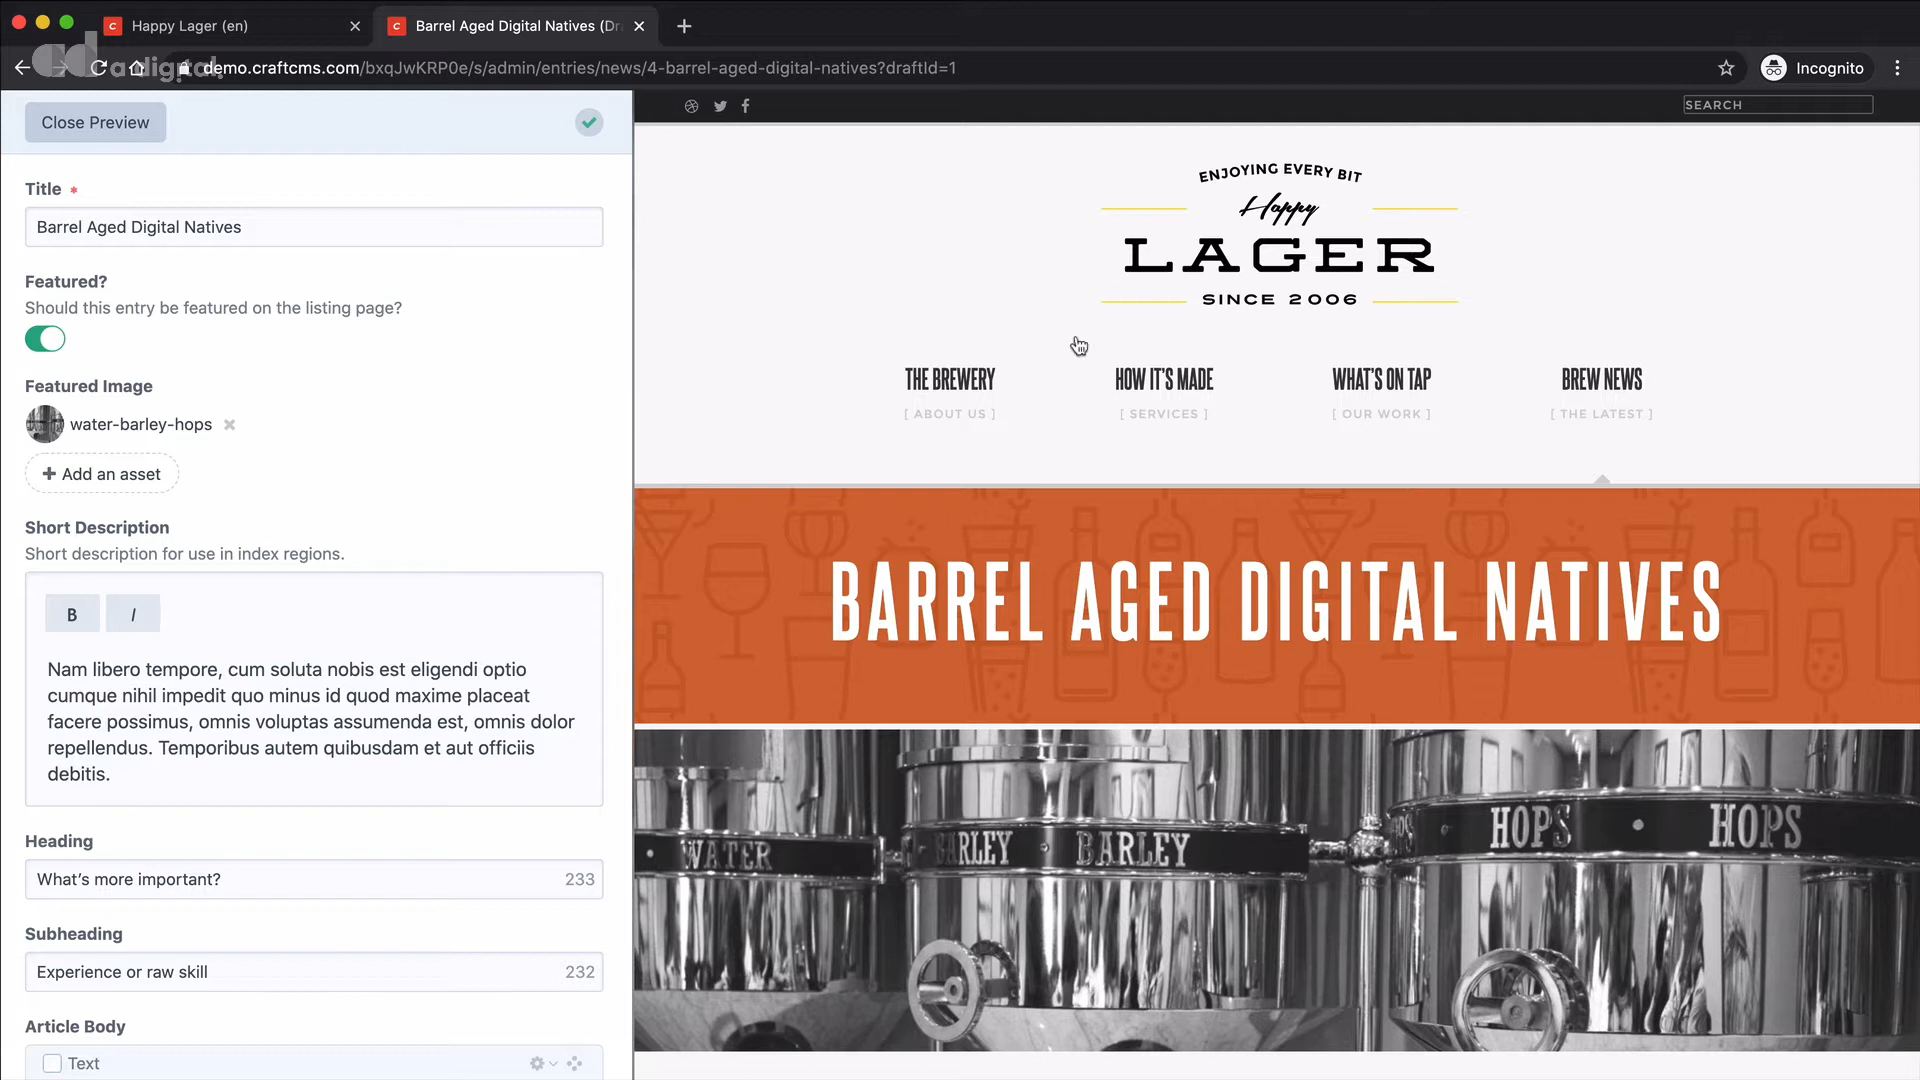 Happy Lager (en)
Barrel Aged Digital Natives (Dr
adigital
demo.craftcms.com/bxqJwKRP0e/s/admin/entries/news/4-barrel-aged-digital-natives?draftId=1
Incognito
Close Preview
SEARCH
Title *
Barrel Aged Digital Natives
Featured?
Should this entry be featured on the listing page?
Featured Image
water-barley-hops
+ Add an asset
Short Description
Short description for use in index regions.
B I
Nam libero tempore, cum soluta nobis est eligendi optio
cumque nihil impedit quo minus id quod maxime placeat
facere possimus, omnis voluptas assumenda est, omnis dolor
repellendus. Temporibus autem quibusdam et aut officiis
debitis.
Heading
What’s more important? 233
Subheading
Experience or raw skill 232
Article Body
Text
ENJOYING EVERY BIT
Happy
LAGER
SINCE 2006
THE BREWERY
[ ABOUT US ]
HOW IT'S MADE
[ SERVICES ]
WHAT'S ON TAP
[ OUR WORK ]
BREW NEWS
[ THE LATEST ]
BARREL AGED DIGITAL NATIVES
WATER
BARLEY BARLEY
HOPS HOPS